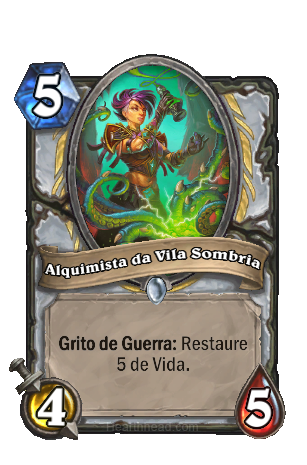 5
Alquimista da Vila Sombria
Grito de Guerra: Restaure
5 de Vida.
4
5